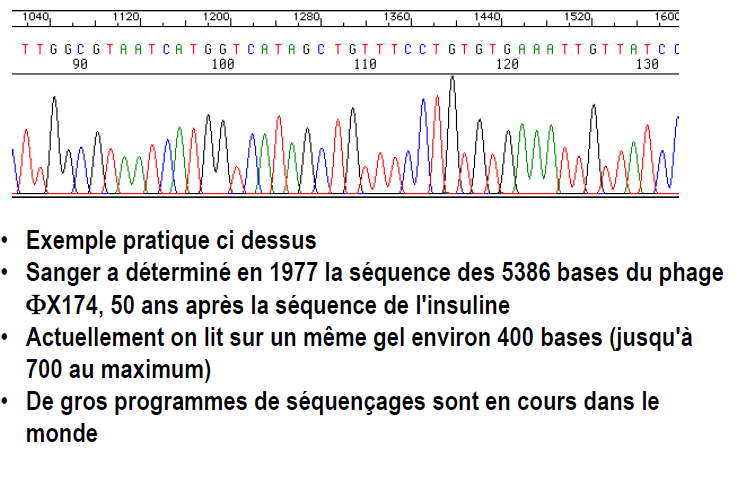 1040 1120 1200 1280 1360 1440 1520 1600
T T G G C G T A A T C A T G G T C A T A G C T G T T T C C T G T G T G A A A T T G T T A T C C
90 100 110 120 130
• Exemple pratique ci dessus
• Sanger a déterminé en 1977 la séquence des 5386 bases du phage
ΦX174, 50 ans après la séquence de l'insuline
• Actuellement on lit sur un même gel environ 400 bases (jusqu'à
700 au maximum)
• De gros programmes de séquençages sont en cours dans le
monde